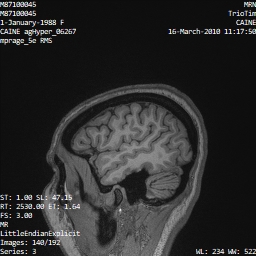 M87100045
MRN
M87100045
TrioTim
1-January-1988 F
CAINE
CAINE agHyper_06267
16-March-2010 11:17:50
mprage_5e RMS
ST: 1.00 SL: 47.15
TR: 2530.00 ET: 1.64
FS: 3.00
MR
LittleEndianExplicit
Images: 140/192
Series: 3
WL: 234 WW: 522